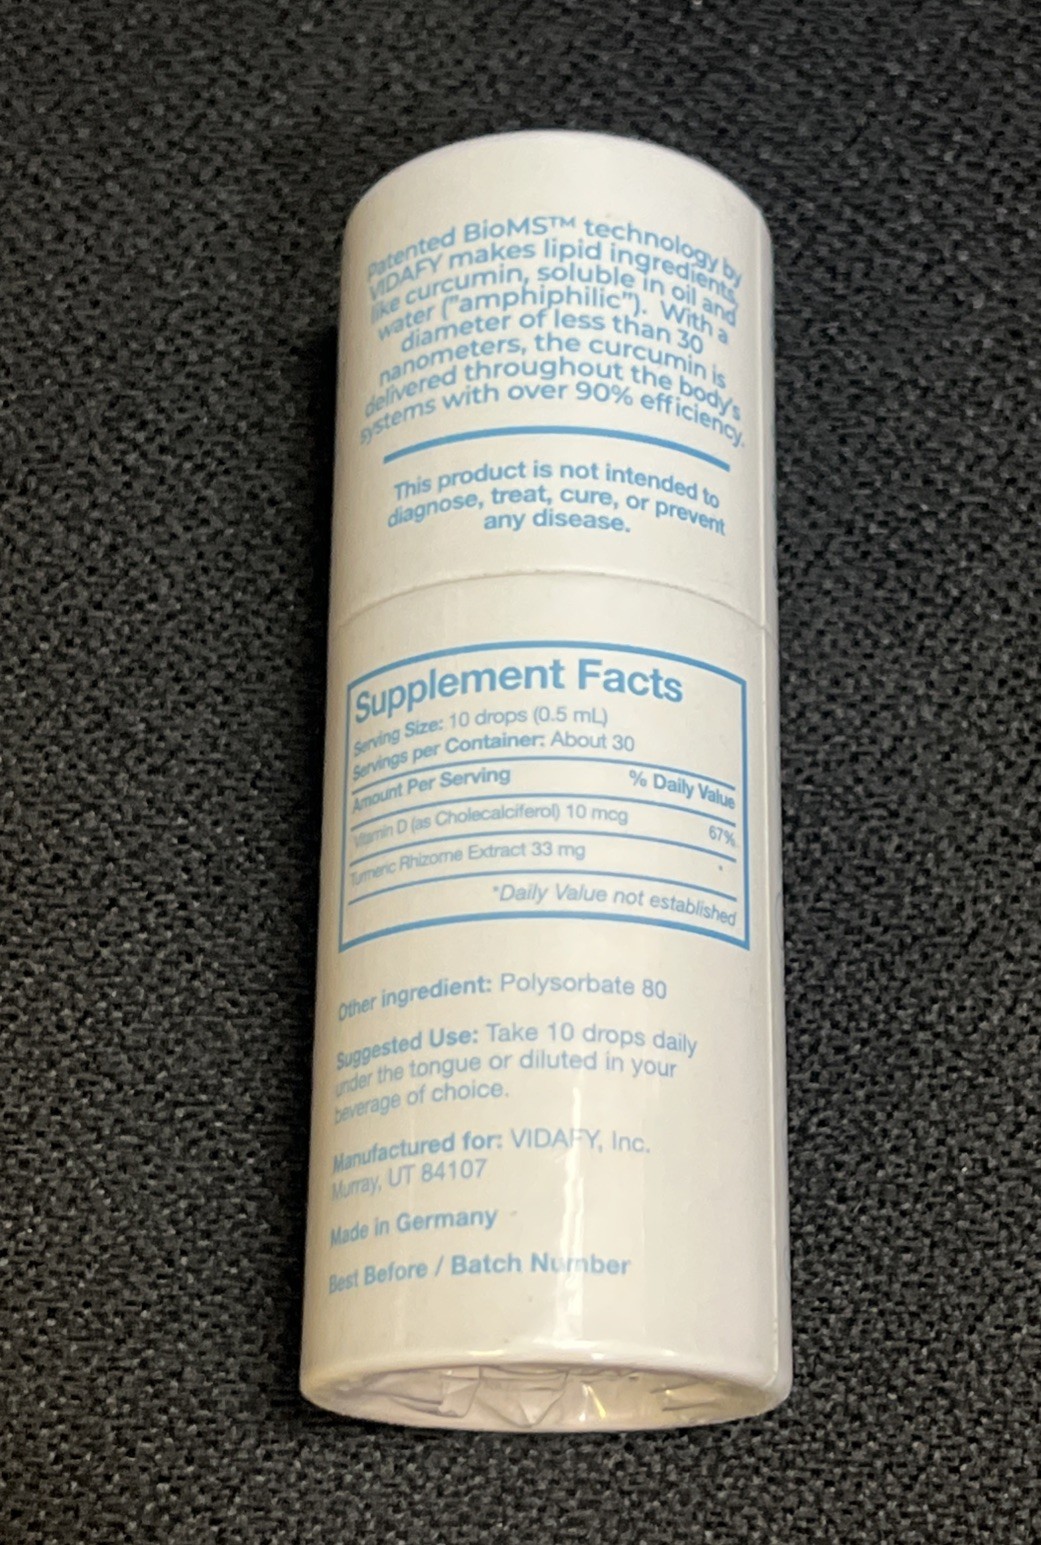 Patented BioMS™ technology by
VIDAFY makes lipid ingredients,
like curcumin, soluble in oil and
water ("amphiphilic"). With a
diameter of less than 30
nanometers, the curcumin is
delivered throughout the body's
systems with over 90% efficiency.
This product is not intended to
diagnose, treat, cure, or prevent
any disease.
Supplement Facts
Serving Size: 10 drops (0.5 mL)
Servings per Container: About 30
Amount Per Serving % Daily Value
Vitamin D (as Cholecalciferol) 10 mcg 67%
Turmeric Rhizome Extract 33 mg *
*Daily Value not established
Other ingredient: Polysorbate 80
Suggested Use: Take 10 drops daily
under the tongue or diluted in your
beverage of choice.
Manufactured for: VIDAFY, Inc.
Murray, UT 84107
Made in Germany
Best Before / Batch Number